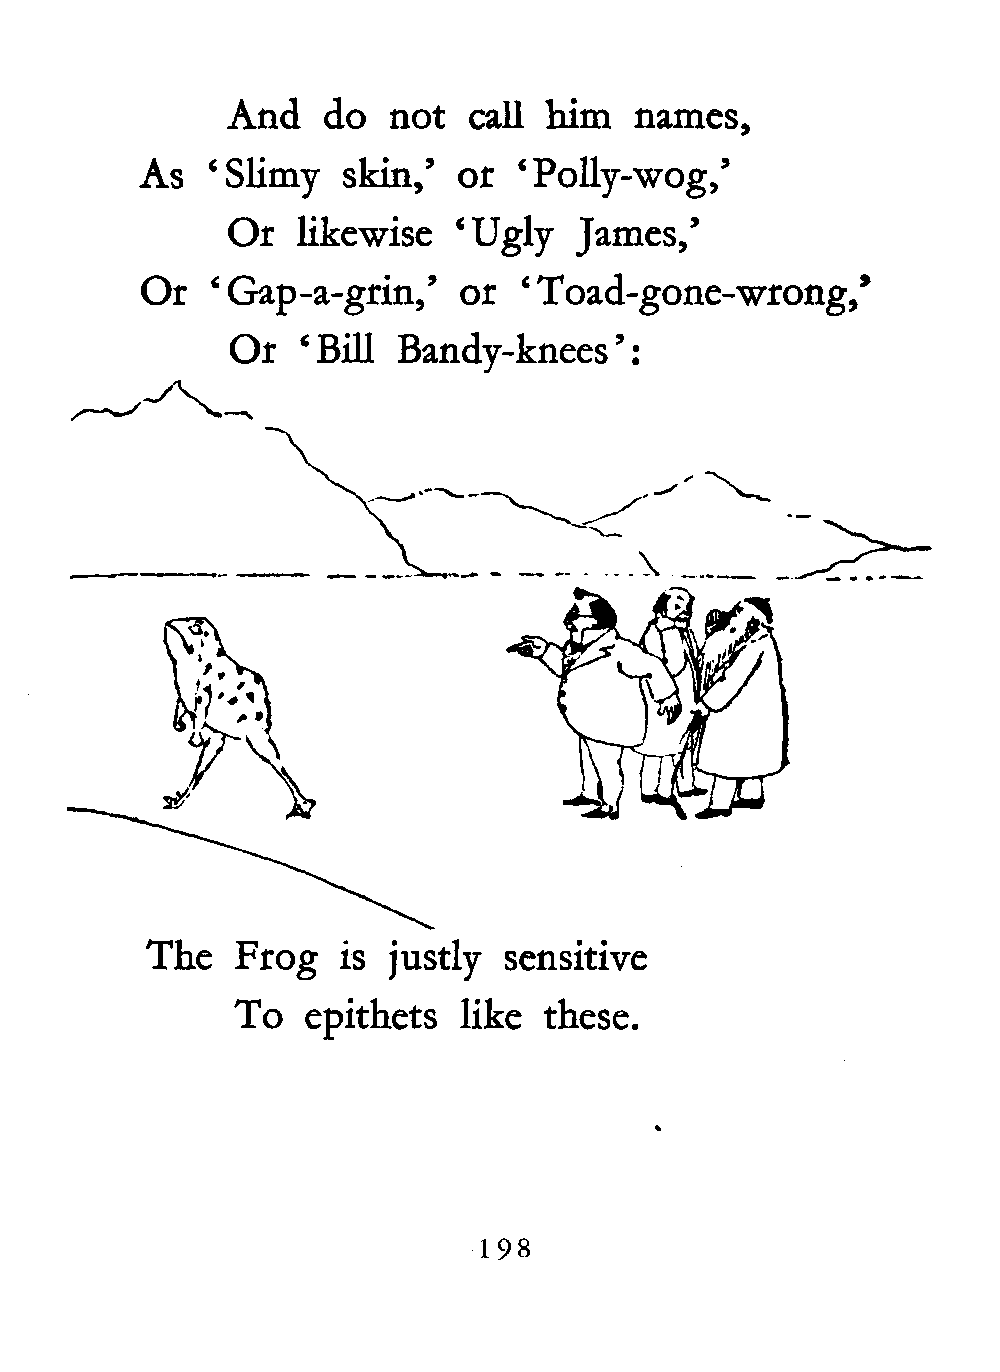 And do not call him names,
As ‘Slimy skin,’ or ‘Polly-wog,’
Or likewise ‘Ugly James,’
Or ‘Gap-a-grin,’ or ‘Toad-gone-wrong,’
Or ‘Bill Bandy-knees’:
The Frog is justly sensitive
To epithets like these.
198